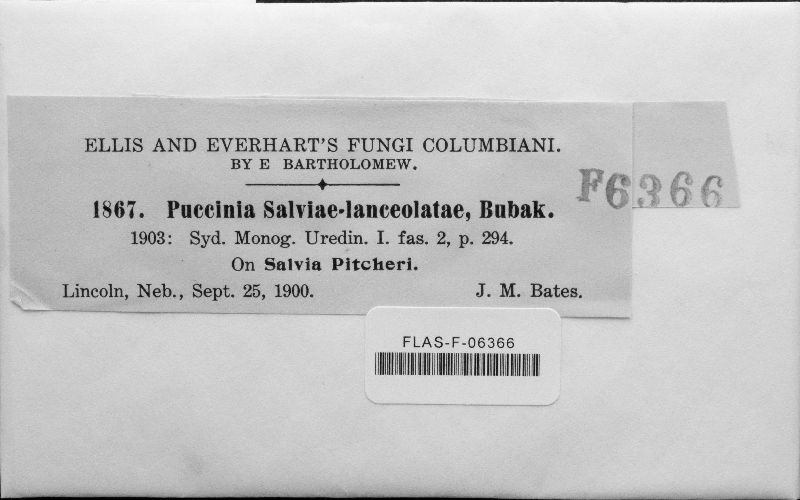 ELLIS AND EVERHART'S FUNGI COLUMBIANI.
BY E BARTHOLOMEW.
F6366
1867. Puccinia Salviae-lanceolatae, Bubak.
1903: Syd. Monog. Uredin. I. fas. 2, p. 294.
On Salvia Pitcheri.
Lincoln, Neb., Sept. 25, 1900. J. M. Bates.
FLAS-F-06366